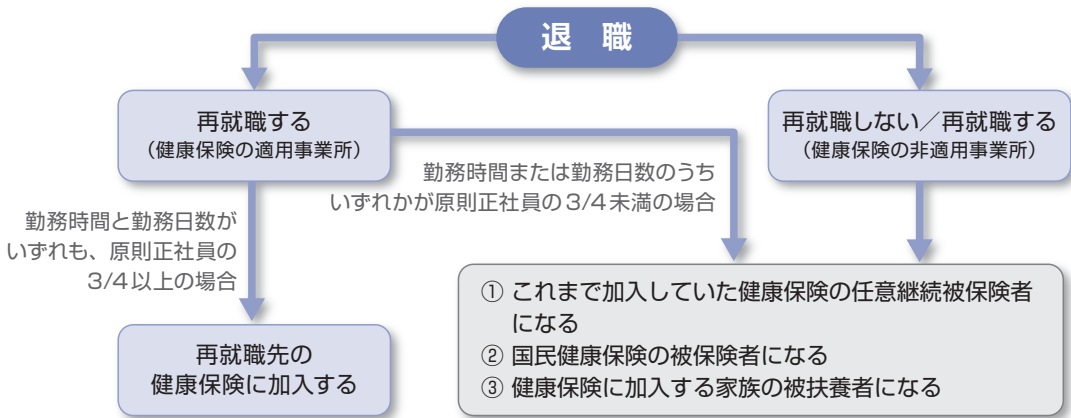 退　職
再就職する
（健康保険の適用事業所）
再就職しない／再就職する
（健康保険の非適用事業所）
勤務時間または勤務日数のうち
いずれかが原則正社員の3/4未満の場合
勤務時間と勤務日数が
いずれも、原則正社員の
3/4以上の場合
再就職先の
健康保険に加入する
① これまで加入していた健康保険の任意継続被保険者
になる
② 国民健康保険の被保険者になる
③ 健康保険に加入する家族の被扶養者になる